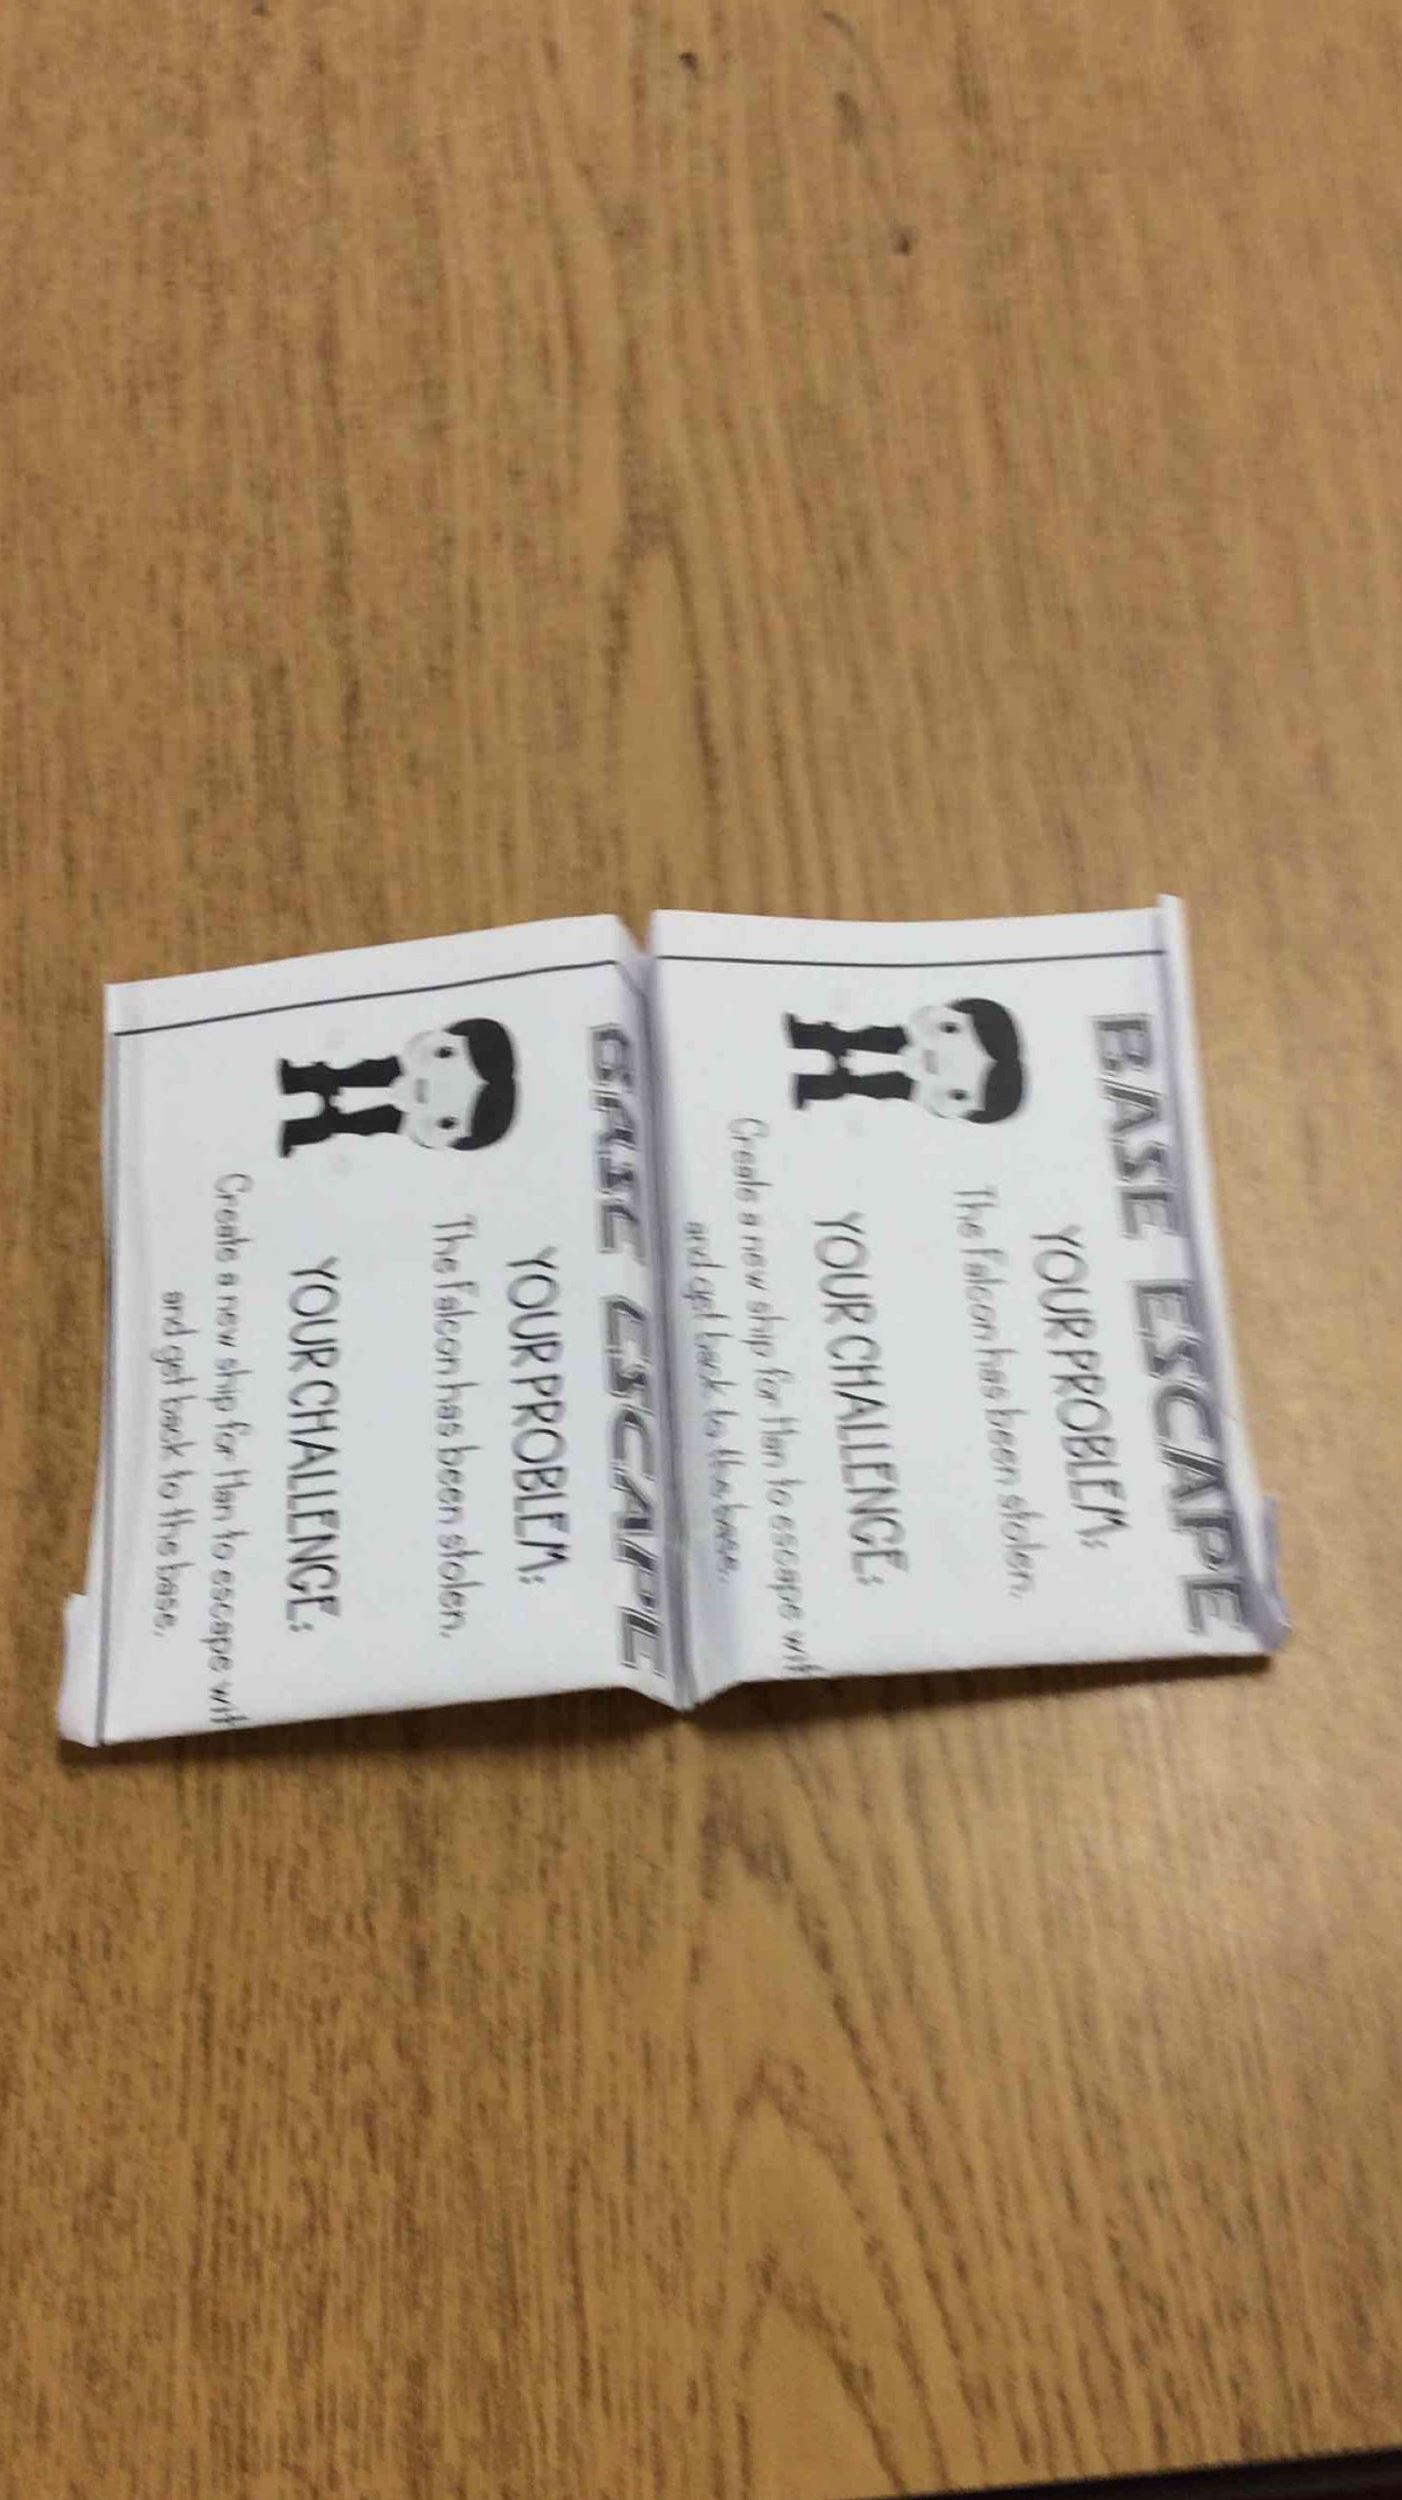 BASE ESCAPE
YOUR PROBLEM:
The Falcon has been stolen.
YOUR CHALLENGE:
Create a new ship for Han to escape
and get back to the base.
BASE ESCAPE
YOUR PROBLEM:
The Falcon has been stolen.
YOUR CHALLENGE:
Create a new ship for Han to escape
and get back to the base.